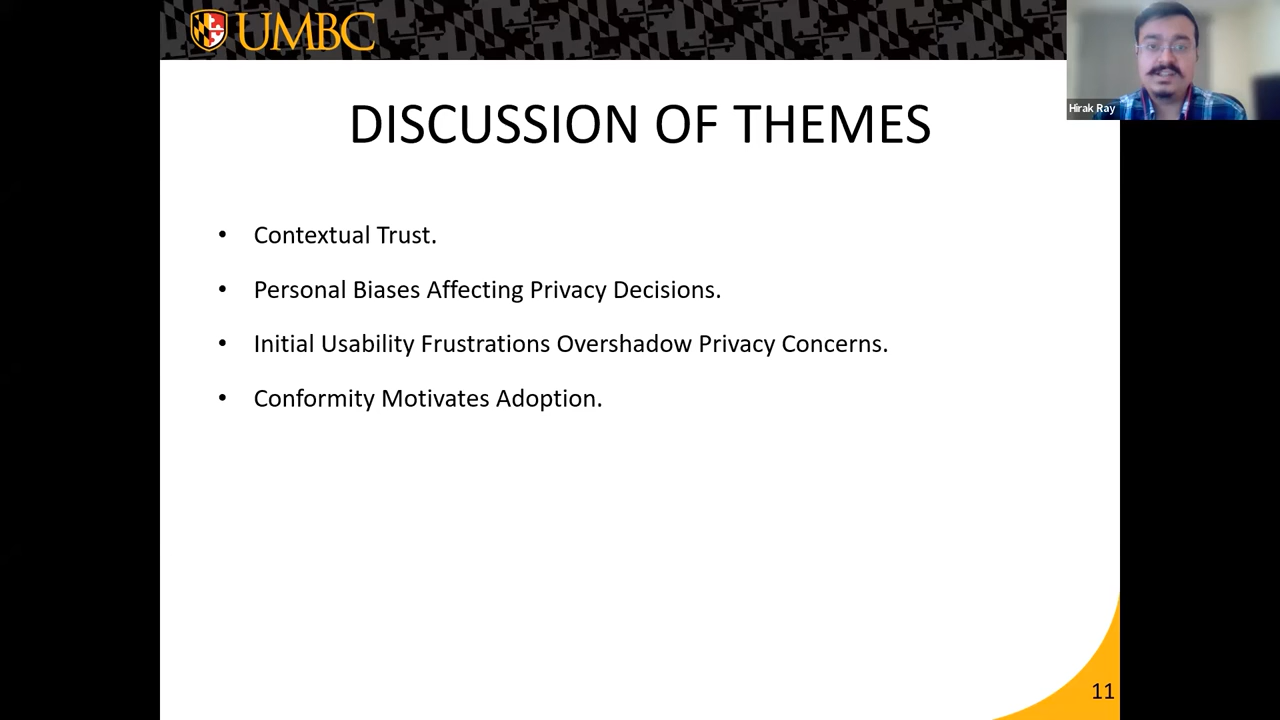 UMBC
Hirak Ray
DISCUSSION OF THEMES
• Contextual Trust.
• Personal Biases Affecting Privacy Decisions.
• Initial Usability Frustrations Overshadow Privacy Concerns.
• Conformity Motivates Adoption.
11